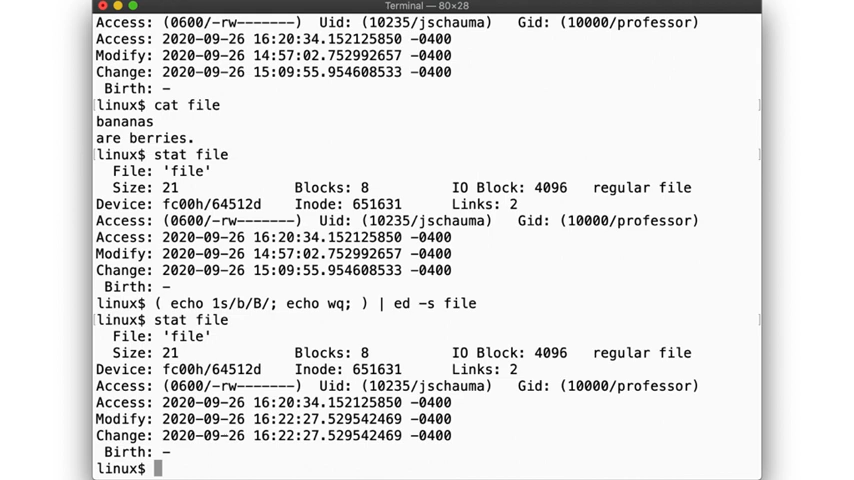 Terminal — 80×28
Access: (0600/-rw-------)  Uid: (10235/jschauma)   Gid: (10000/professor)
Access: 2020-09-26 16:20:34.152125850 -0400
Modify: 2020-09-26 14:57:02.752992657 -0400
Change: 2020-09-26 15:09:55.954608533 -0400
 Birth: -
linux$ cat file
bananas
are berries.
linux$ stat file
  File: 'file'
  Size: 21              Blocks: 8          IO Block: 4096   regular file
Device: fc00h/64512d    Inode: 651631      Links: 2
Access: (0600/-rw-------)  Uid: (10235/jschauma)   Gid: (10000/professor)
Access: 2020-09-26 16:20:34.152125850 -0400
Modify: 2020-09-26 14:57:02.752992657 -0400
Change: 2020-09-26 15:09:55.954608533 -0400
 Birth: -
linux$ ( echo 1s/b/B/; echo wq; ) | ed -s file
linux$ stat file
  File: 'file'
  Size: 21              Blocks: 8          IO Block: 4096   regular file
Device: fc00h/64512d    Inode: 651631      Links: 2
Access: (0600/-rw-------)  Uid: (10235/jschauma)   Gid: (10000/professor)
Access: 2020-09-26 16:20:34.152125850 -0400
Modify: 2020-09-26 16:22:27.529542469 -0400
Change: 2020-09-26 16:22:27.529542469 -0400
 Birth: -
linux$